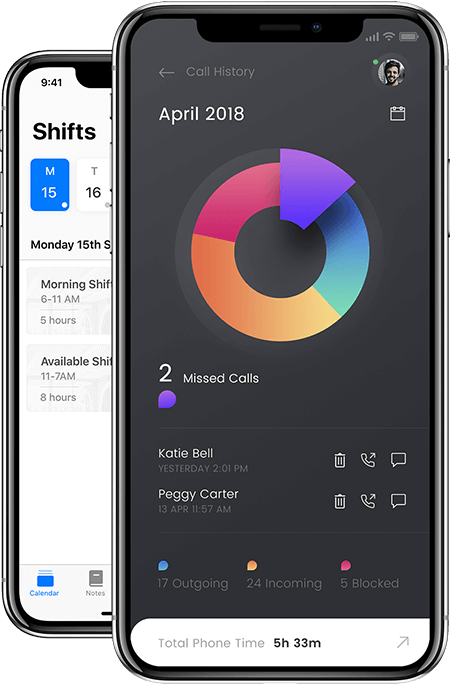 9:41
Shifts
M
T
15
16
Monday 15th S
Morning Shif
6-11 AM
5 hours
Available Shif
11-7AM
8 hours
Calendar
Notes
Call History
April 2018
2 Missed Calls
Katie Bell
YESTERDAY 2:01 PM
Peggy Carter
13 APR 11:57 AM
17 Outgoing
24 Incoming
5 Blocked
Total Phone Time 5h 33m